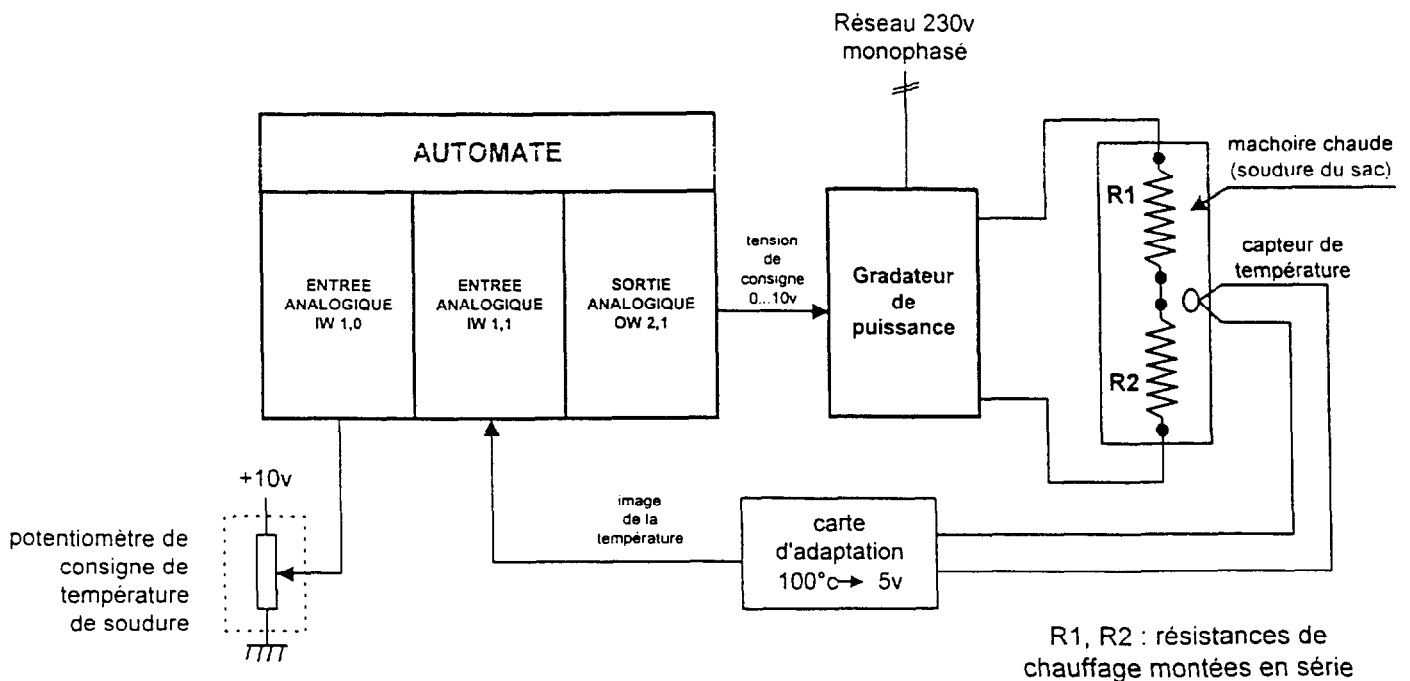 Réseau 230v
monophasé
AUTOMATE
ENTREE
ANALOGIQUE
IW 1,0
ENTREE
ANALOGIQUE
IW 1,1
SORTIE
ANALOGIQUE
OW 2,1
tension
de
consigne
0...10v
Gradateur
de
puissance
R1
R2
machoire chaude
(soudure du sac)
capteur de
température
+10v
potentiomètre de
consigne de
température
de soudure
image
de la
température
carte
d'adaptation
100°c→ 5v
R1, R2 : résistances de
chauffage montées en série